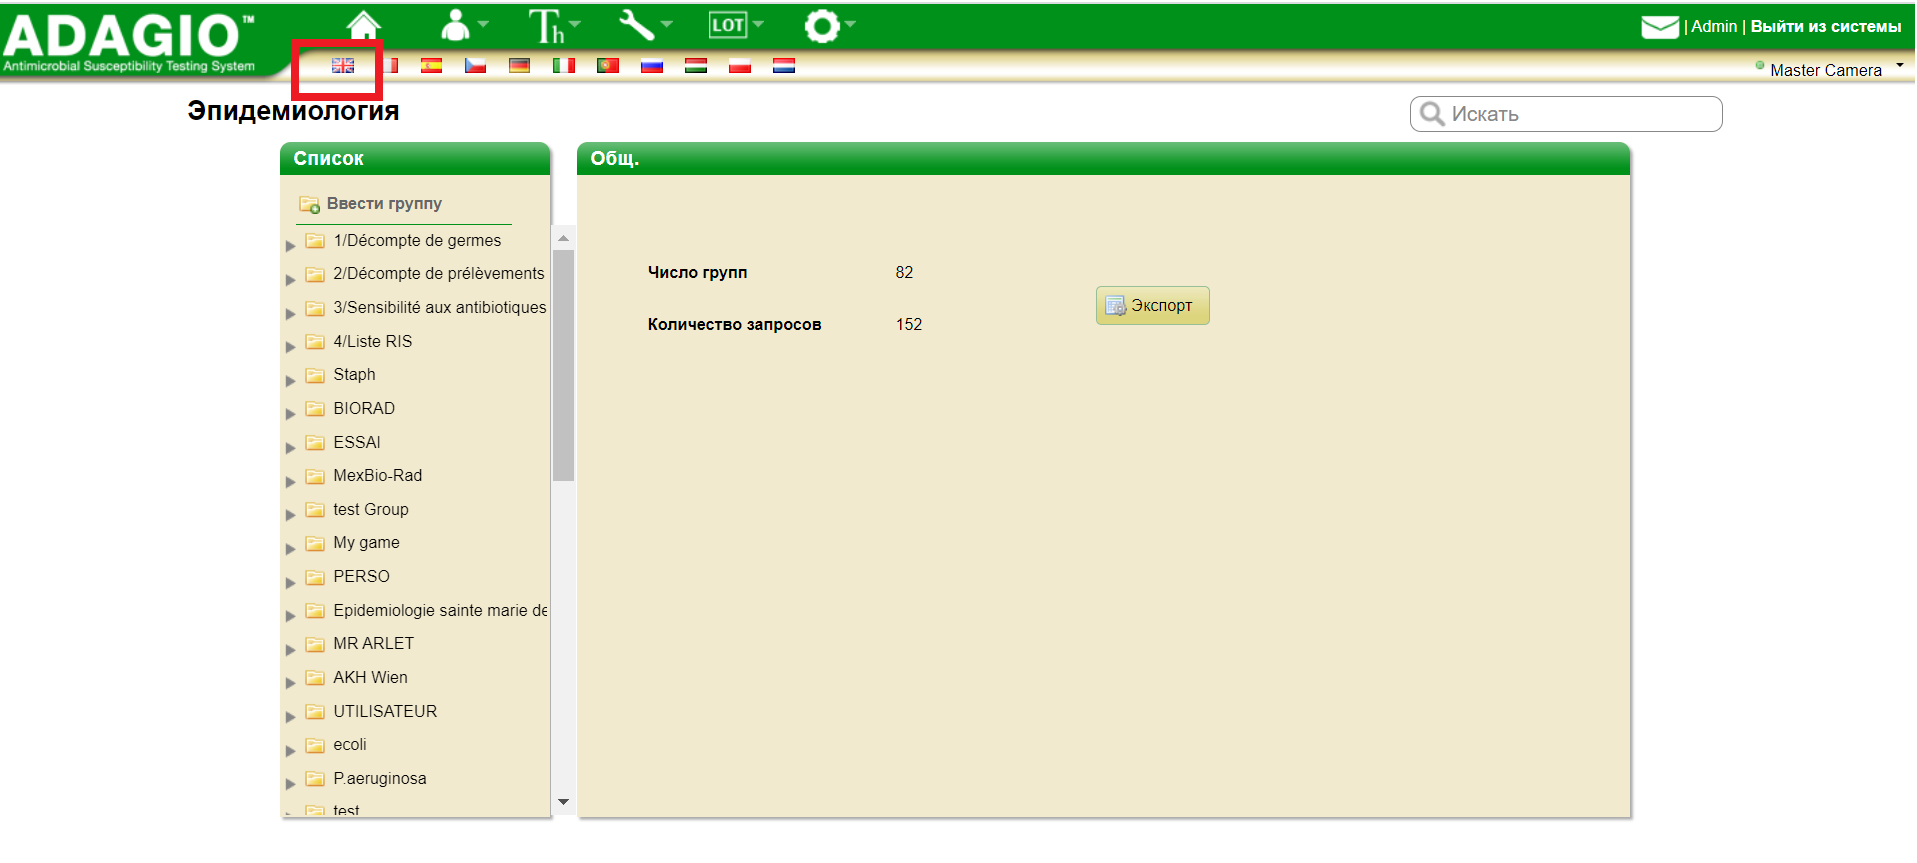 ADAGIO™
Antimicrobial Susceptibility Testing System
Th
LOT
| Admin | Выйти из системы
Master Camera
Эпидемиология
Искать
Список
Ввести группу
1/Décompte de germes
2/Décompte de prélèvements
3/Sensibilité aux antibiotiques
4/Liste RIS
Staph
BIORAD
ESSAI
MexBio-Rad
test Group
My game
PERSO
Epidemiologie sainte marie de
MR ARLET
AKH Wien
UTILISATEUR
ecoli
P.aeruginosa
test
Общ.
Число групп 82
Количество запросов 152
Экспорт